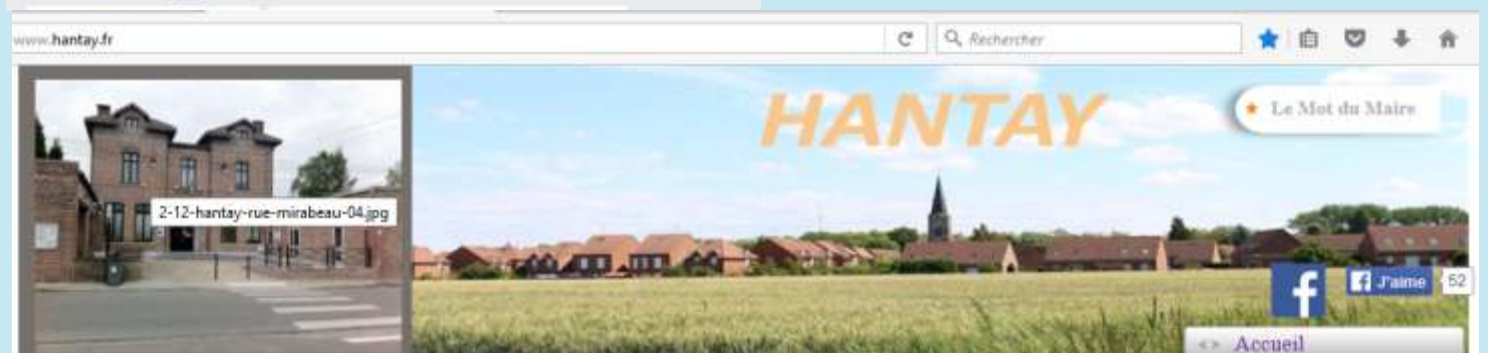 www.hantay.fr
Rechercher
HANTAY
Le Mot du Maire
2-12-hantay-rue-mirabeau-04.jpg
J'aime 52
Accueil